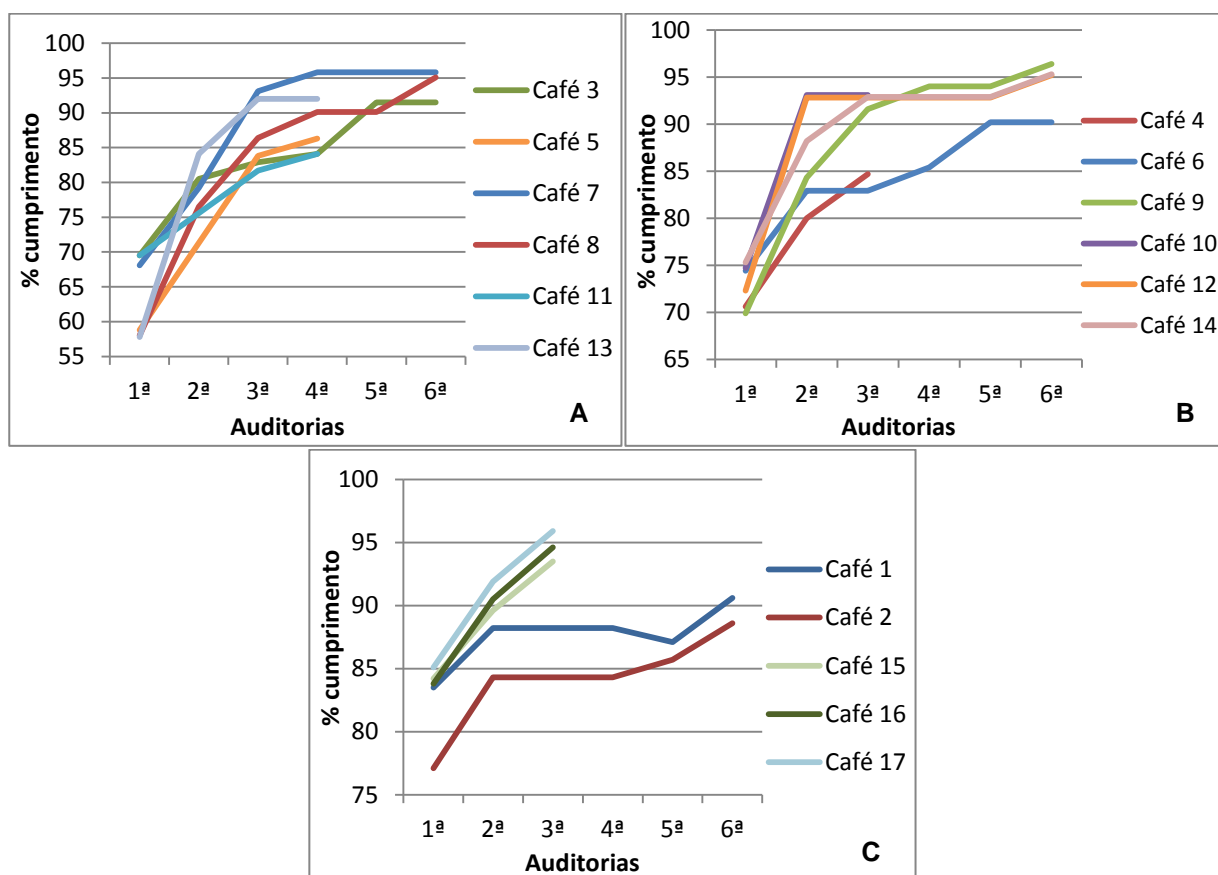 100
95
90
85
80
75
70
65
60
55
% cumprimento
1ª 2ª 3ª 4ª 5ª 6ª
Auditorias
Café 3
Café 5
Café 7
Café 8
Café 11
Café 13
A
100
95
90
85
80
75
70
65
% cumprimento
1ª 2ª 3ª 4ª 5ª 6ª
Auditorias
Café 4
Café 6
Café 9
Café 10
Café 12
Café 14
B
100
95
90
85
80
75
% cumprimento
1ª 2ª 3ª 4ª 5ª 6ª
Auditorias
Café 1
Café 2
Café 15
Café 16
Café 17
C